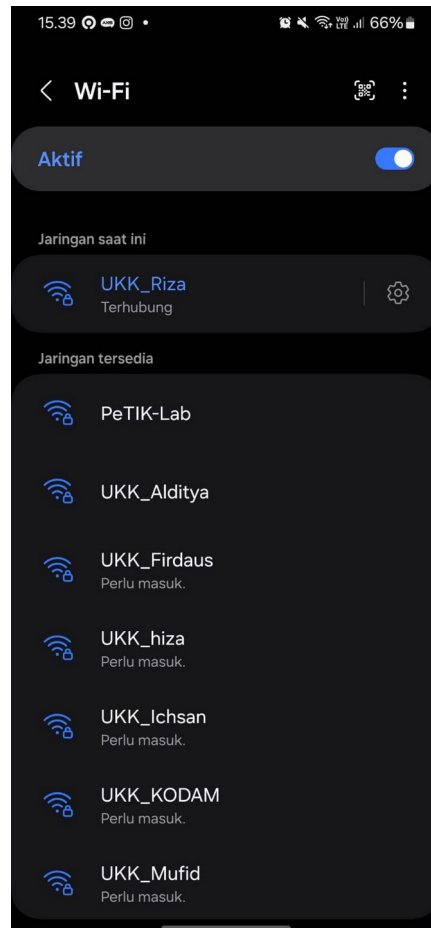 15.39 66%
Wi-Fi
Aktif
Jaringan saat ini
UKK_Riza
Terhubung
Jaringan tersedia
PeTIK-Lab
UKK_Alditya
UKK_Firdaus
Perlu masuk.
UKK_hiza
Perlu masuk.
UKK_Ichsan
Perlu masuk.
UKK_KODAM
Perlu masuk.
UKK_Mufid
Perlu masuk.